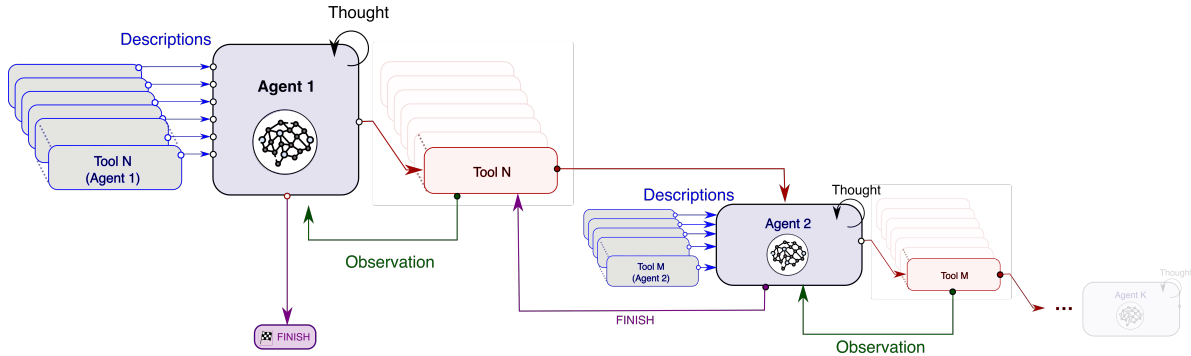 Thought
Descriptions
Agent 1
Tool N
(Agent 1)
Tool N
Observation
FINISH
Descriptions
Thought
Agent 2
Tool M
(Agent 2)
Tool M
FINISH
Observation
...
Thought
Agent K